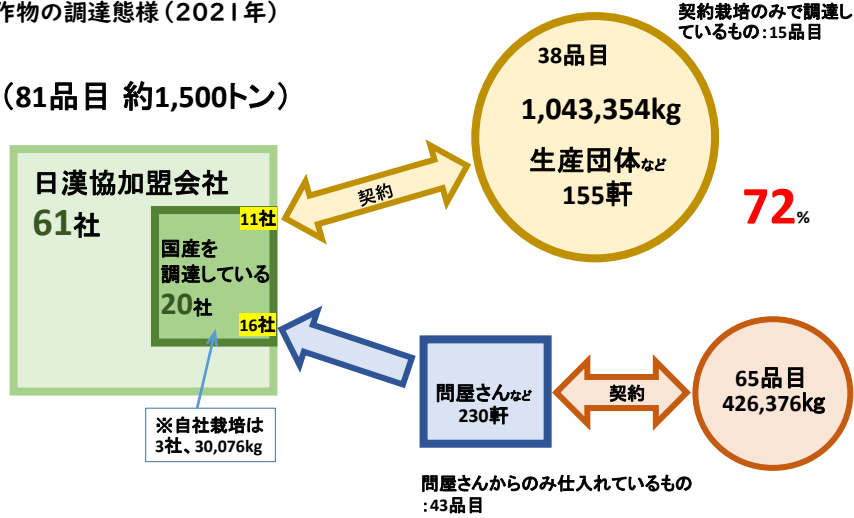 作物の調達態様（2021年）
契約栽培のみで調達し
ているもの：15品目
（81品目 約1,500トン）
38品目
1,043,354kg
生産団体など
155軒
契約
72%
日漢協加盟会社
61社
11社
国産を
調達している
20社
16社
※自社栽培は
3社、30,076kg
問屋さんなど
230軒
契約
65品目
426,376kg
問屋さんからのみ仕入れているもの
：43品目